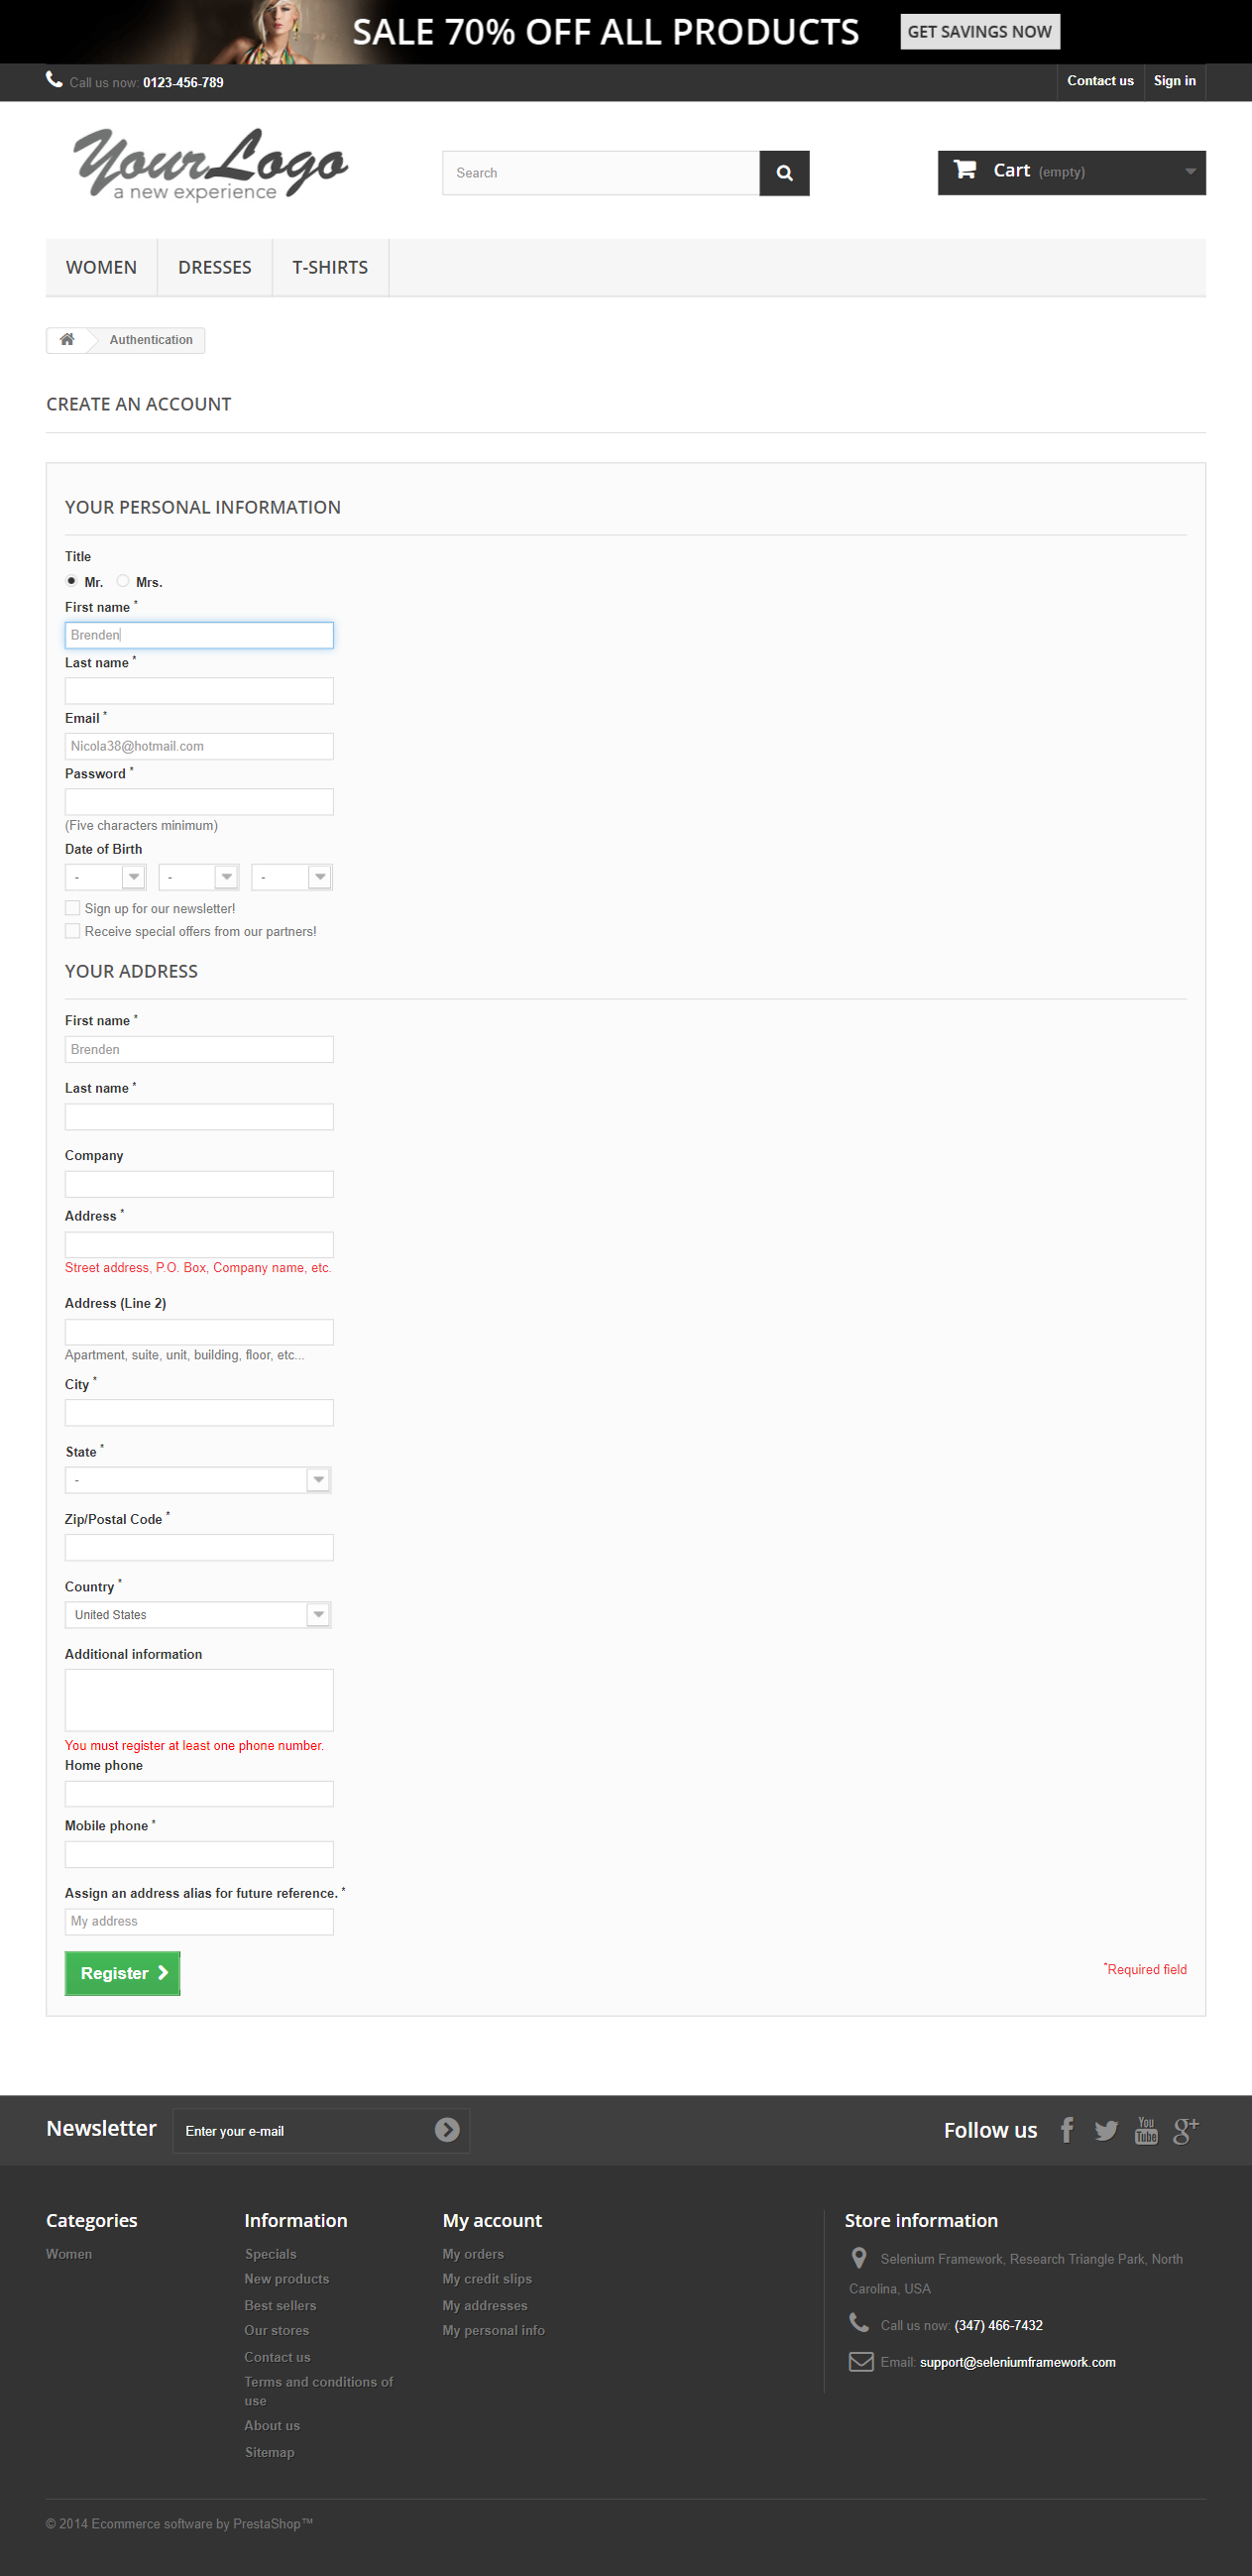 SALE 70% OFF ALL PRODUCTS GET SAVINGS NOW
Call us now: 0123-456-789 Contact us Sign in
YourLogo
a new experience
Search
Cart (empty)
WOMEN DRESSES T-SHIRTS
Authentication
CREATE AN ACCOUNT
YOUR PERSONAL INFORMATION
Title
Mr. Mrs.
First name *
Brenden
Last name *
Email *
Nicola38@hotmail.com
Password *
(Five characters minimum)
Date of Birth
- - -
Sign up for our newsletter!
Receive special offers from our partners!
YOUR ADDRESS
First name *
Brenden
Last name *
Company
Address *
Street address, P.O. Box, Company name, etc.
Address (Line 2)
Apartment, suite, unit, building, floor, etc...
City *
State *
-
Zip/Postal Code *
Country *
United States
Additional information
You must register at least one phone number.
Home phone
Mobile phone *
Assign an address alias for future reference. *
My address
Register
*Required field
Newsletter Enter your e-mail Follow us
You Tube
g+
Categories
Women
Information
Specials
New products
Best sellers
Our stores
Contact us
Terms and conditions of
use
About us
Sitemap
My account
My orders
My credit slips
My addresses
My personal info
Store information
Selenium Framework, Research Triangle Park, North
Carolina, USA
Call us now: (347) 466-7432
Email: support@seleniumframework.com
© 2014 Ecommerce software by PrestaShop™